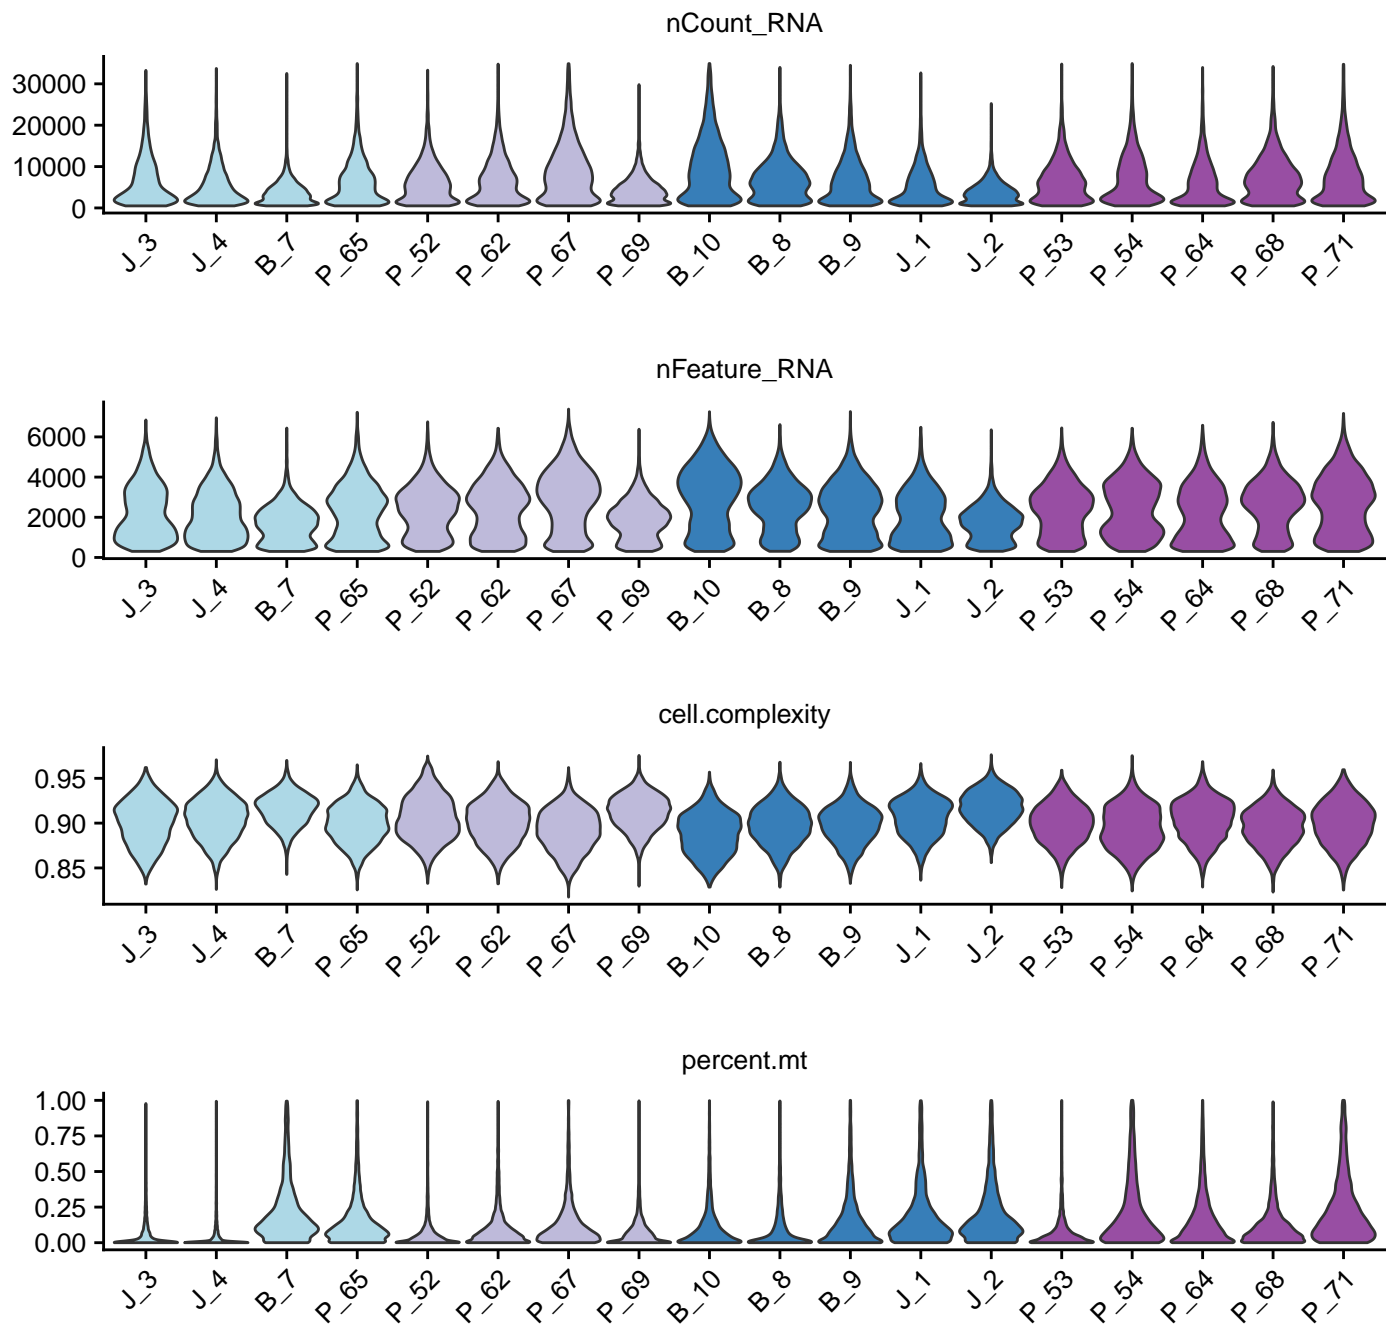 nCount_RNA
30000
20000
10000
0
J_3 J_4 B_7 P_65 P_52 P_62 P_67 P_69 B_10 B_8 B_9 J_1 J_2 P_53 P_54 P_64 P_68 P_71
nFeature_RNA
6000
4000
2000
0
J_3 J_4 B_7 P_65 P_52 P_62 P_67 P_69 B_10 B_8 B_9 J_1 J_2 P_53 P_54 P_64 P_68 P_71
cell.complexity
0.95
0.90
0.85
J_3 J_4 B_7 P_65 P_52 P_62 P_67 P_69 B_10 B_8 B_9 J_1 J_2 P_53 P_54 P_64 P_68 P_71
percent.mt
1.00
0.75
0.50
0.25
0.00
J_3 J_4 B_7 P_65 P_52 P_62 P_67 P_69 B_10 B_8 B_9 J_1 J_2 P_53 P_54 P_64 P_68 P_71